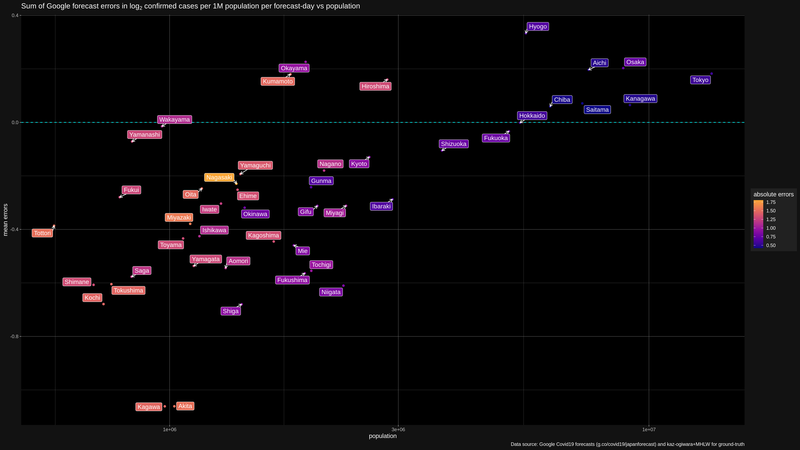 Sum of Google forecast errors in log₂ confirmed cases per 1M population per forecast-day vs population
0.4
Hyogo
Aichi
Osaka
Okayama
Kumamoto
Hiroshima
Tokyo
Chiba
Kanagawa
Saitama
Hokkaido
Wakayama
0.0
Yamanashi
Fukuoka
Shizuoka
Yamaguchi
Nagano
Kyoto
Nagasaki
Gunma
Fukui
Oita
Ehime
absolute errors
1.75
1.50
1.25
1.00
0.75
0.50
Iwate
Okinawa
Gifu
Miyagi
Ibaraki
Miyazaki
mean errors
-0.4
Tottori
Ishikawa
Kagoshima
Toyama
Mie
Yamagata
Aomori
Tochigi
Saga
Shimane
Fukushima
Tokushima
Niigata
Kochi
Shiga
-0.8
Kagawa
Akita
1e+06
3e+06
1e+07
population
Data source: Google Covid19 forecasts (g.co/covid19/japanforecast) and kaz-ogiwara+MHLW for ground-truth